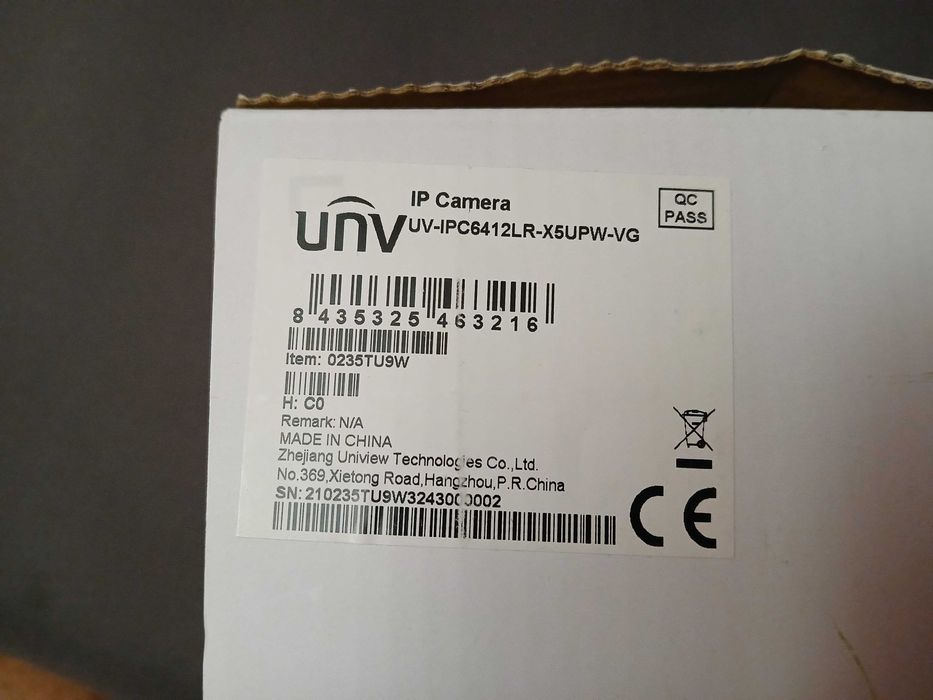 IP Camera
QC
PASS
unv
UV-IPC6412LR-X5UPW-VG
8 435325 463216
Item: 0235TU9W
H: C0
Remark: N/A
MADE IN CHINA
Zhejiang Uniview Technologies Co.,Ltd.
No.369,Xietong Road,Hangzhou,P.R.China
SN: 210235TU9W3243000002
CE